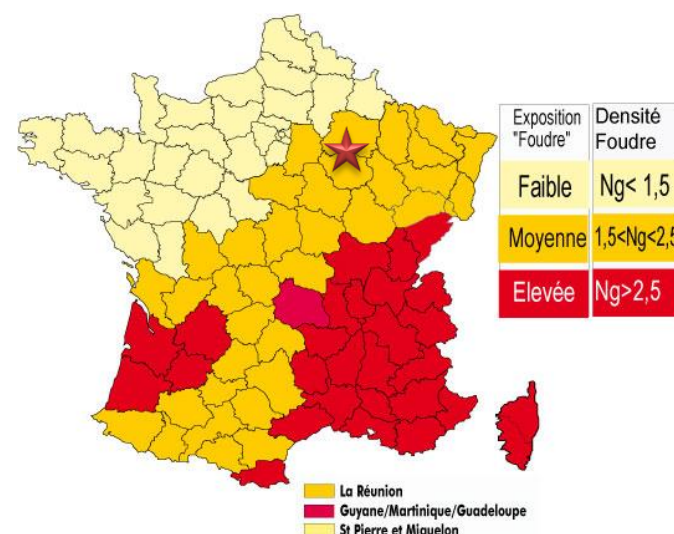 Exposition Densité
"Foudre" Foudre
Faible Ng< 1,5
Moyenne 1,5<Ng<2,5
Elevée Ng>2,5
La Réunion
Guyane/Martinique/Guadeloupe
St Pierre et Miquelon